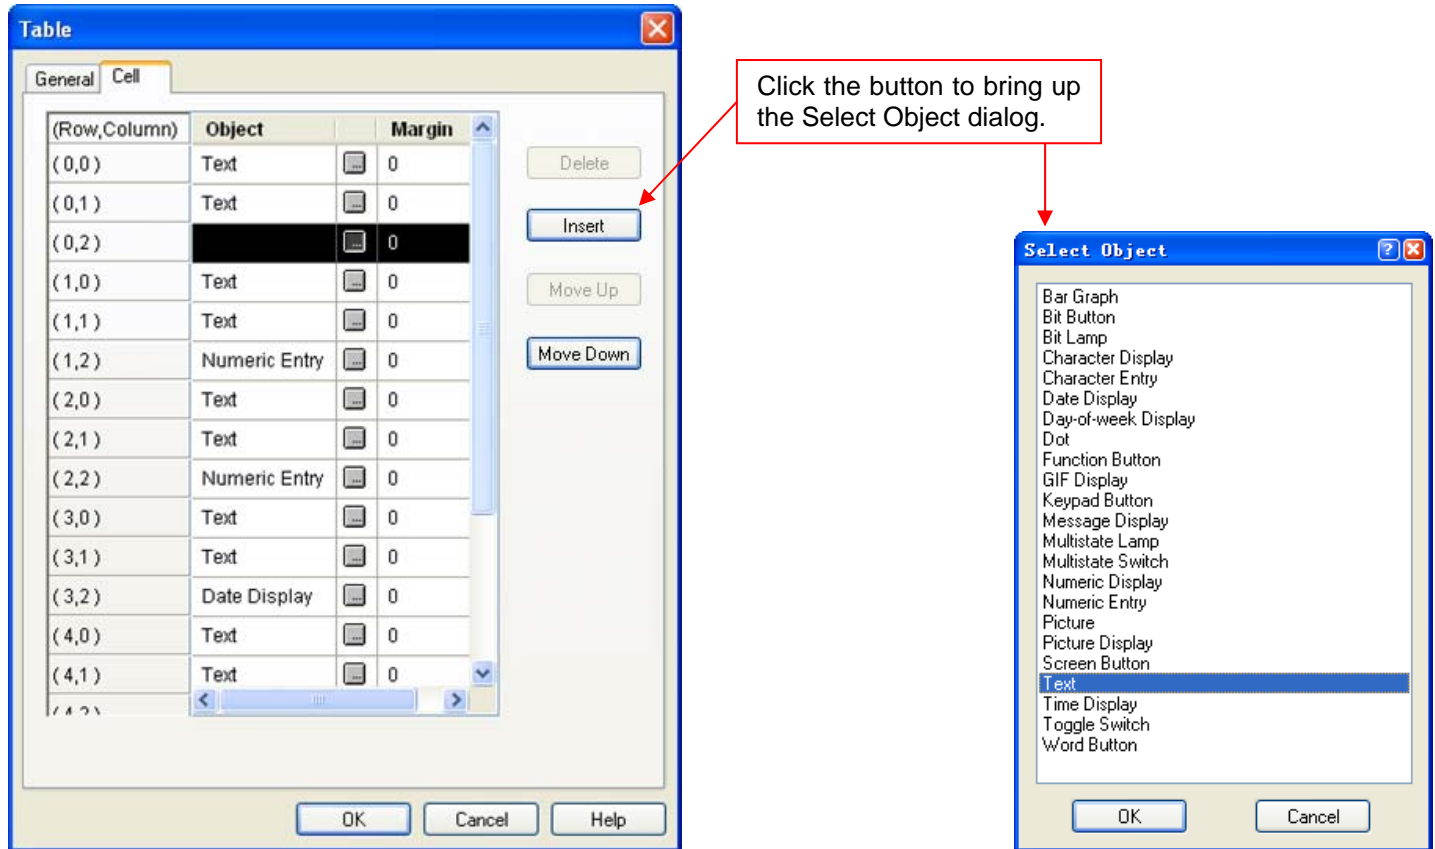 Table
General Cell
(Row,Column) Object Margin
( 0,0 ) Text ... 0
( 0,1 ) Text ... 0
( 0,2 ) ... 0
( 1,0 ) Text ... 0
( 1,1 ) Text ... 0
( 1,2 ) Numeric Entry ... 0
( 2,0 ) Text ... 0
( 2,1 ) Text ... 0
( 2,2 ) Numeric Entry ... 0
( 3,0 ) Text ... 0
( 3,1 ) Text ... 0
( 3,2 ) Date Display ... 0
( 4,0 ) Text ... 0
( 4,1 ) Text ... 0
Delete
Insert
Move Up
Move Down
OK Cancel Help
Click the button to bring up
the Select Object dialog.
Select Object ?
Bar Graph
Bit Button
Bit Lamp
Character Display
Character Entry
Date Display
Day-of-week Display
Dot
Function Button
GIF Display
Keypad Button
Message Display
Multistate Lamp
Multistate Switch
Numeric Display
Numeric Entry
Picture
Picture Display
Screen Button
Text
Time Display
Toggle Switch
Word Button
OK Cancel